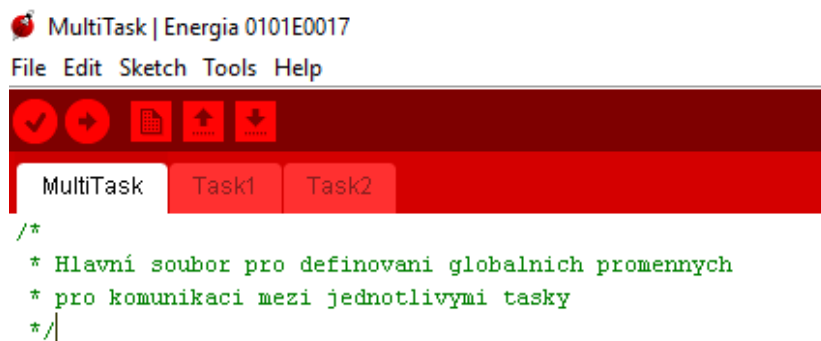 MultiTask | Energia 0101E0017
File Edit Sketch Tools Help
MultiTask Task1 Task2
/*
* Hlavní soubor pro definovani globalnich promennych
* pro komunikaci mezi jednotlivymi tasky
*/